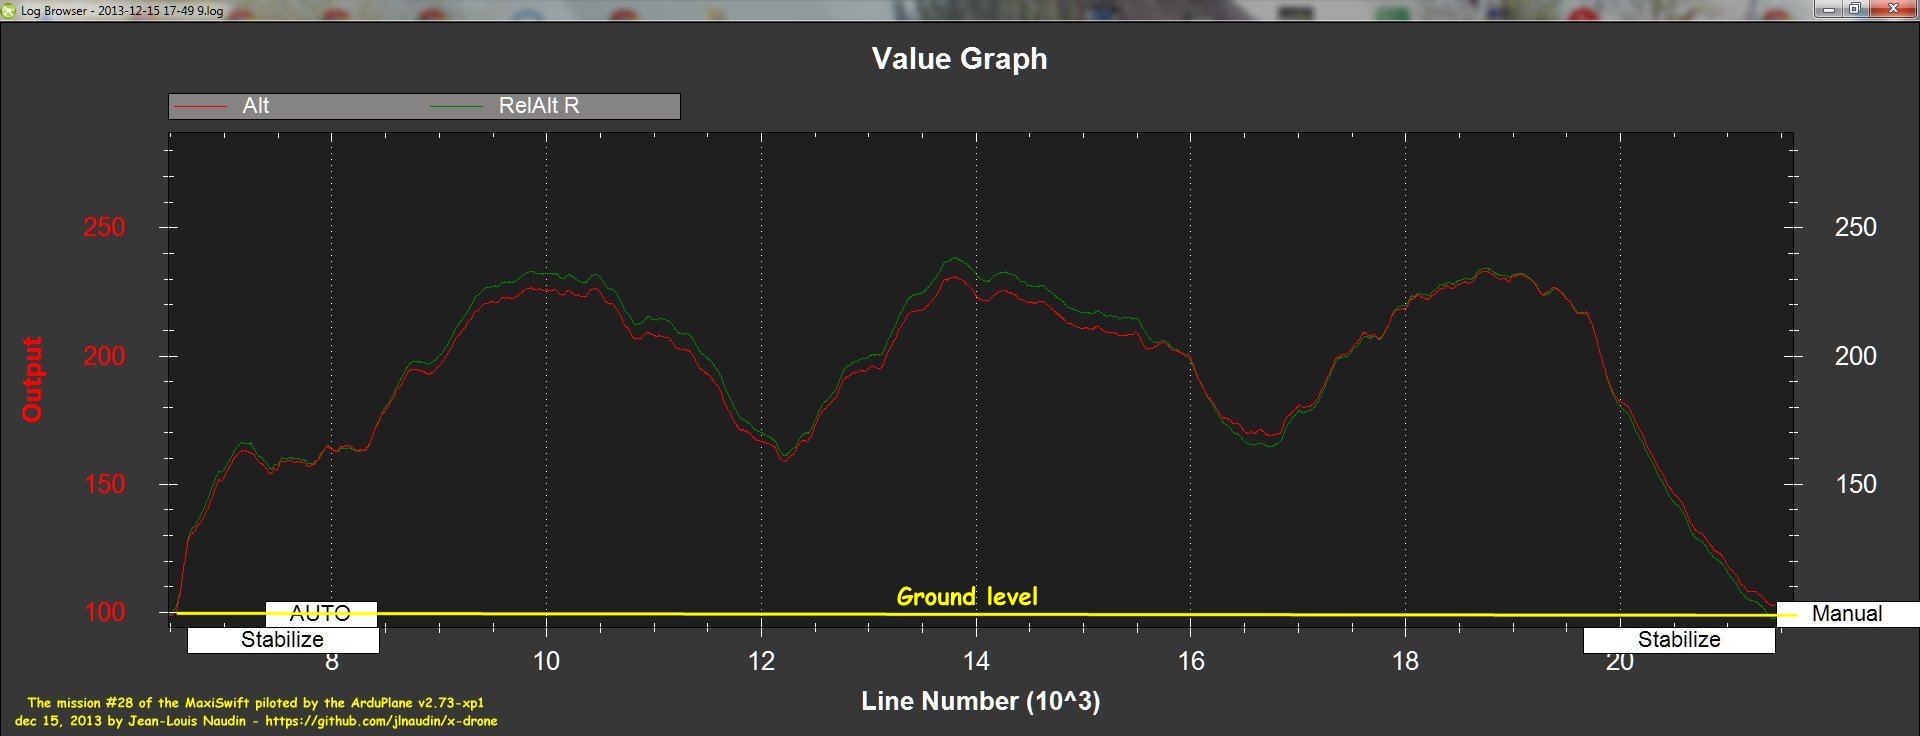 Log Browser - 2013-12-15 17-49 9.log
Value Graph
Alt RelAlt R
250 250
200 200
Output
150 150
Ground level
100 AUTO Manual
Stabilize Stabilize
8 10 12 14 16 18 20
Line Number (10^3)
The mission #28 of the MaxiSwift piloted by the ArduPlane v2.73-xp1
dec 15, 2013 by Jean-Louis Naudin - https://github.com/jlnaudin/x-drone